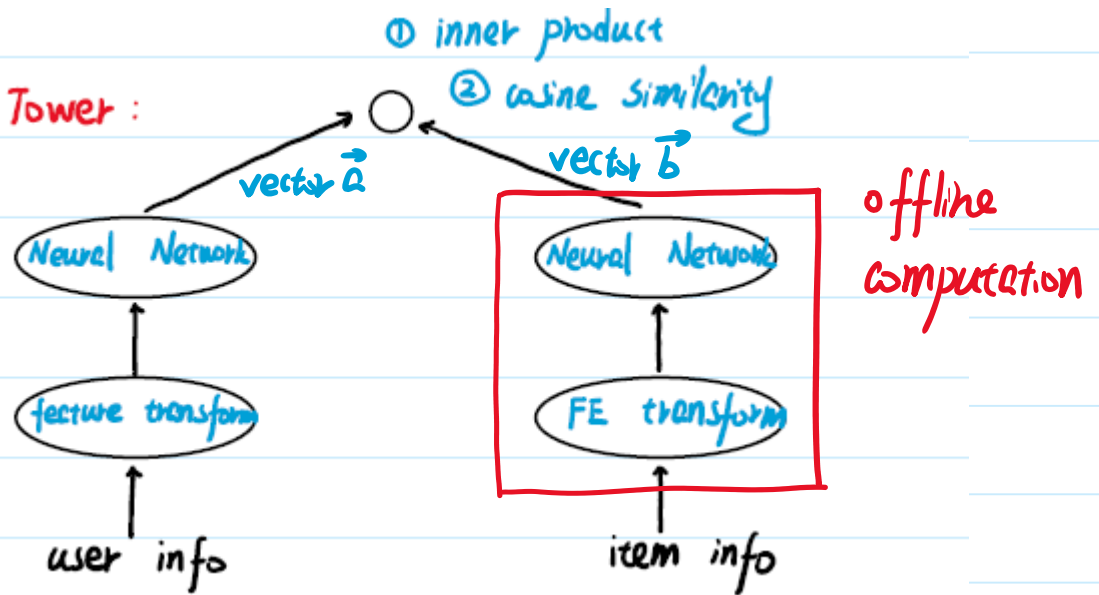 ① inner product
② cosine similarity
Tower :
vector a⃗
vector b⃗
offline
computation
Neural Network
Neural Network
feature transform
FE transform
user info
item info